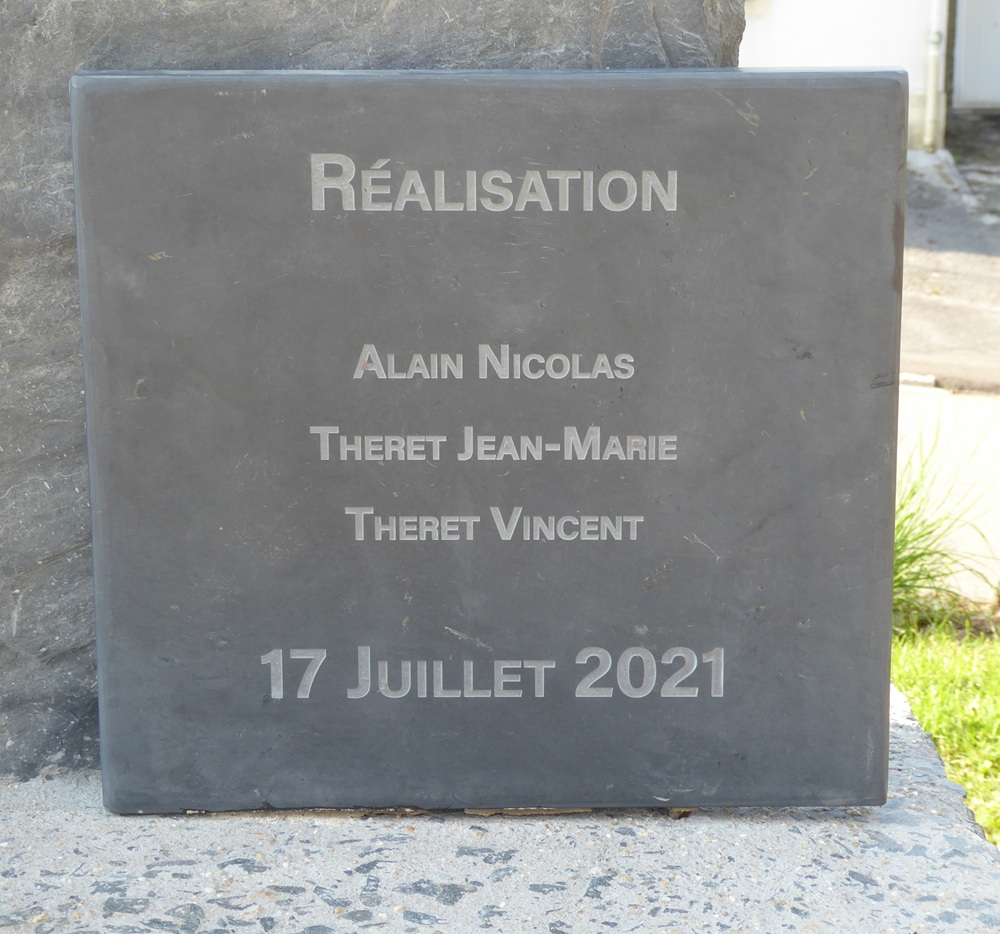 Réalisation
Alain Nicolas
Theret Jean-Marie
Theret Vincent
17 Juillet 2021